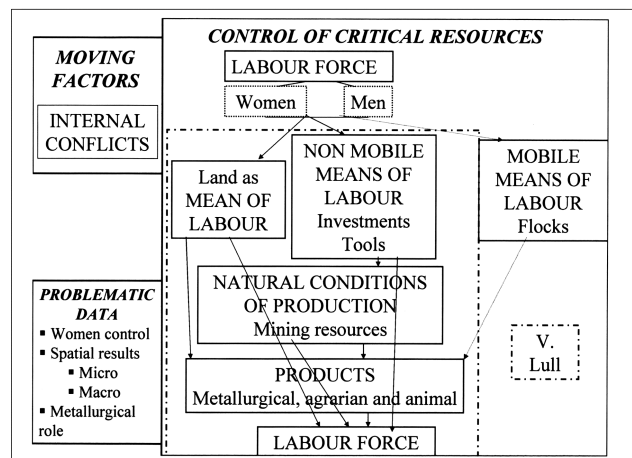 CONTROL OF CRITICAL RESOURCES
MOVING
FACTORS
INTERNAL
CONFLICTS
LABOUR FORCE
Women
Men
Land as
MEAN OF
LABOUR
NON MOBILE
MEANS OF
LABOUR
Investments
Tools
MOBILE
MEANS OF
LABOUR
Flocks
NATURAL CONDITIONS
OF PRODUCTION
Mining resources
PROBLEMATIC
DATA
▪ Women control
▪ Spatial results
▪ Micro
▪ Macro
▪ Metallurgical
role
PRODUCTS
Metallurgical, agrarian and animal
LABOUR FORCE
V.
Lull